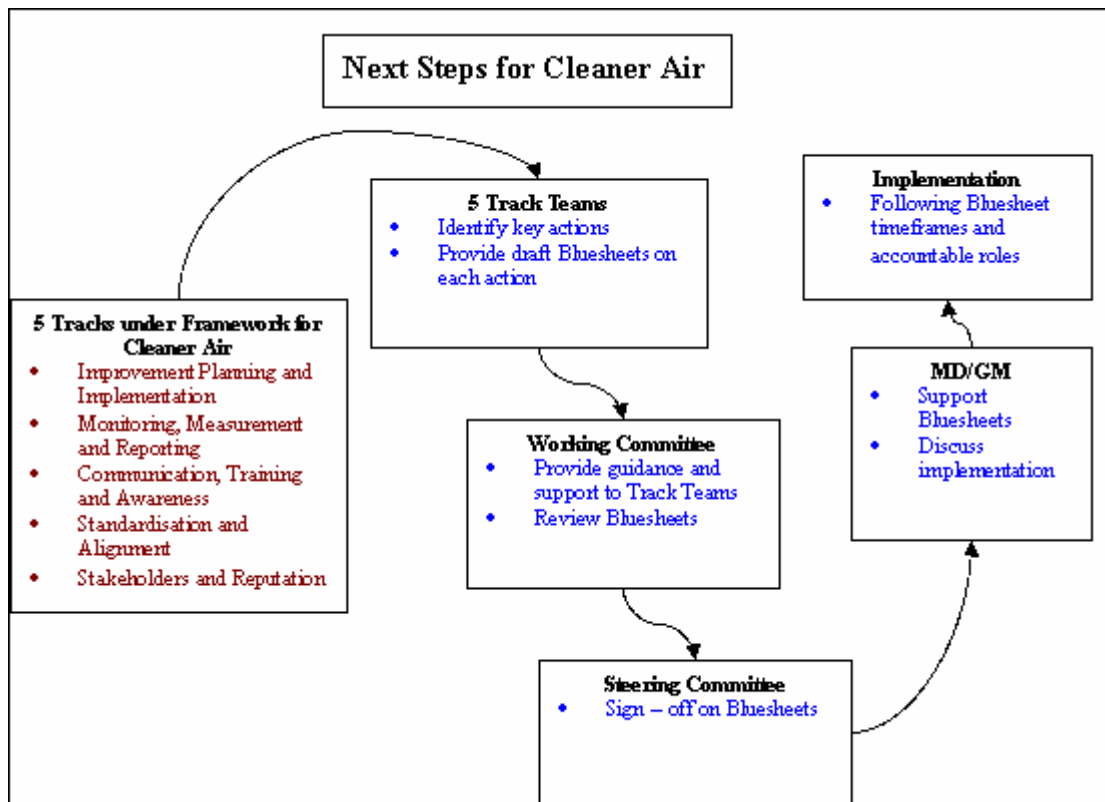 Next Steps for Cleaner Air
5 Tracks under Framework for
Cleaner Air
• Improvement Planning and
Implementation
• Monitoring, Measurement
and Reporting
• Communication, Training
and Awareness
• Standardisation and
Alignment
• Stakeholders and Reputation
5 Track Teams
• Identify key actions
• Provide draft Bluesheets on
each action
Working Committee
• Provide guidance and
support to Track Teams
• Review Bluesheets
Steering Committee
• Sign – off on Bluesheets
MD/GM
• Support
Bluesheets
• Discuss
implementation
Implementation
• Following Bluesheet
timeframes and
accountable roles